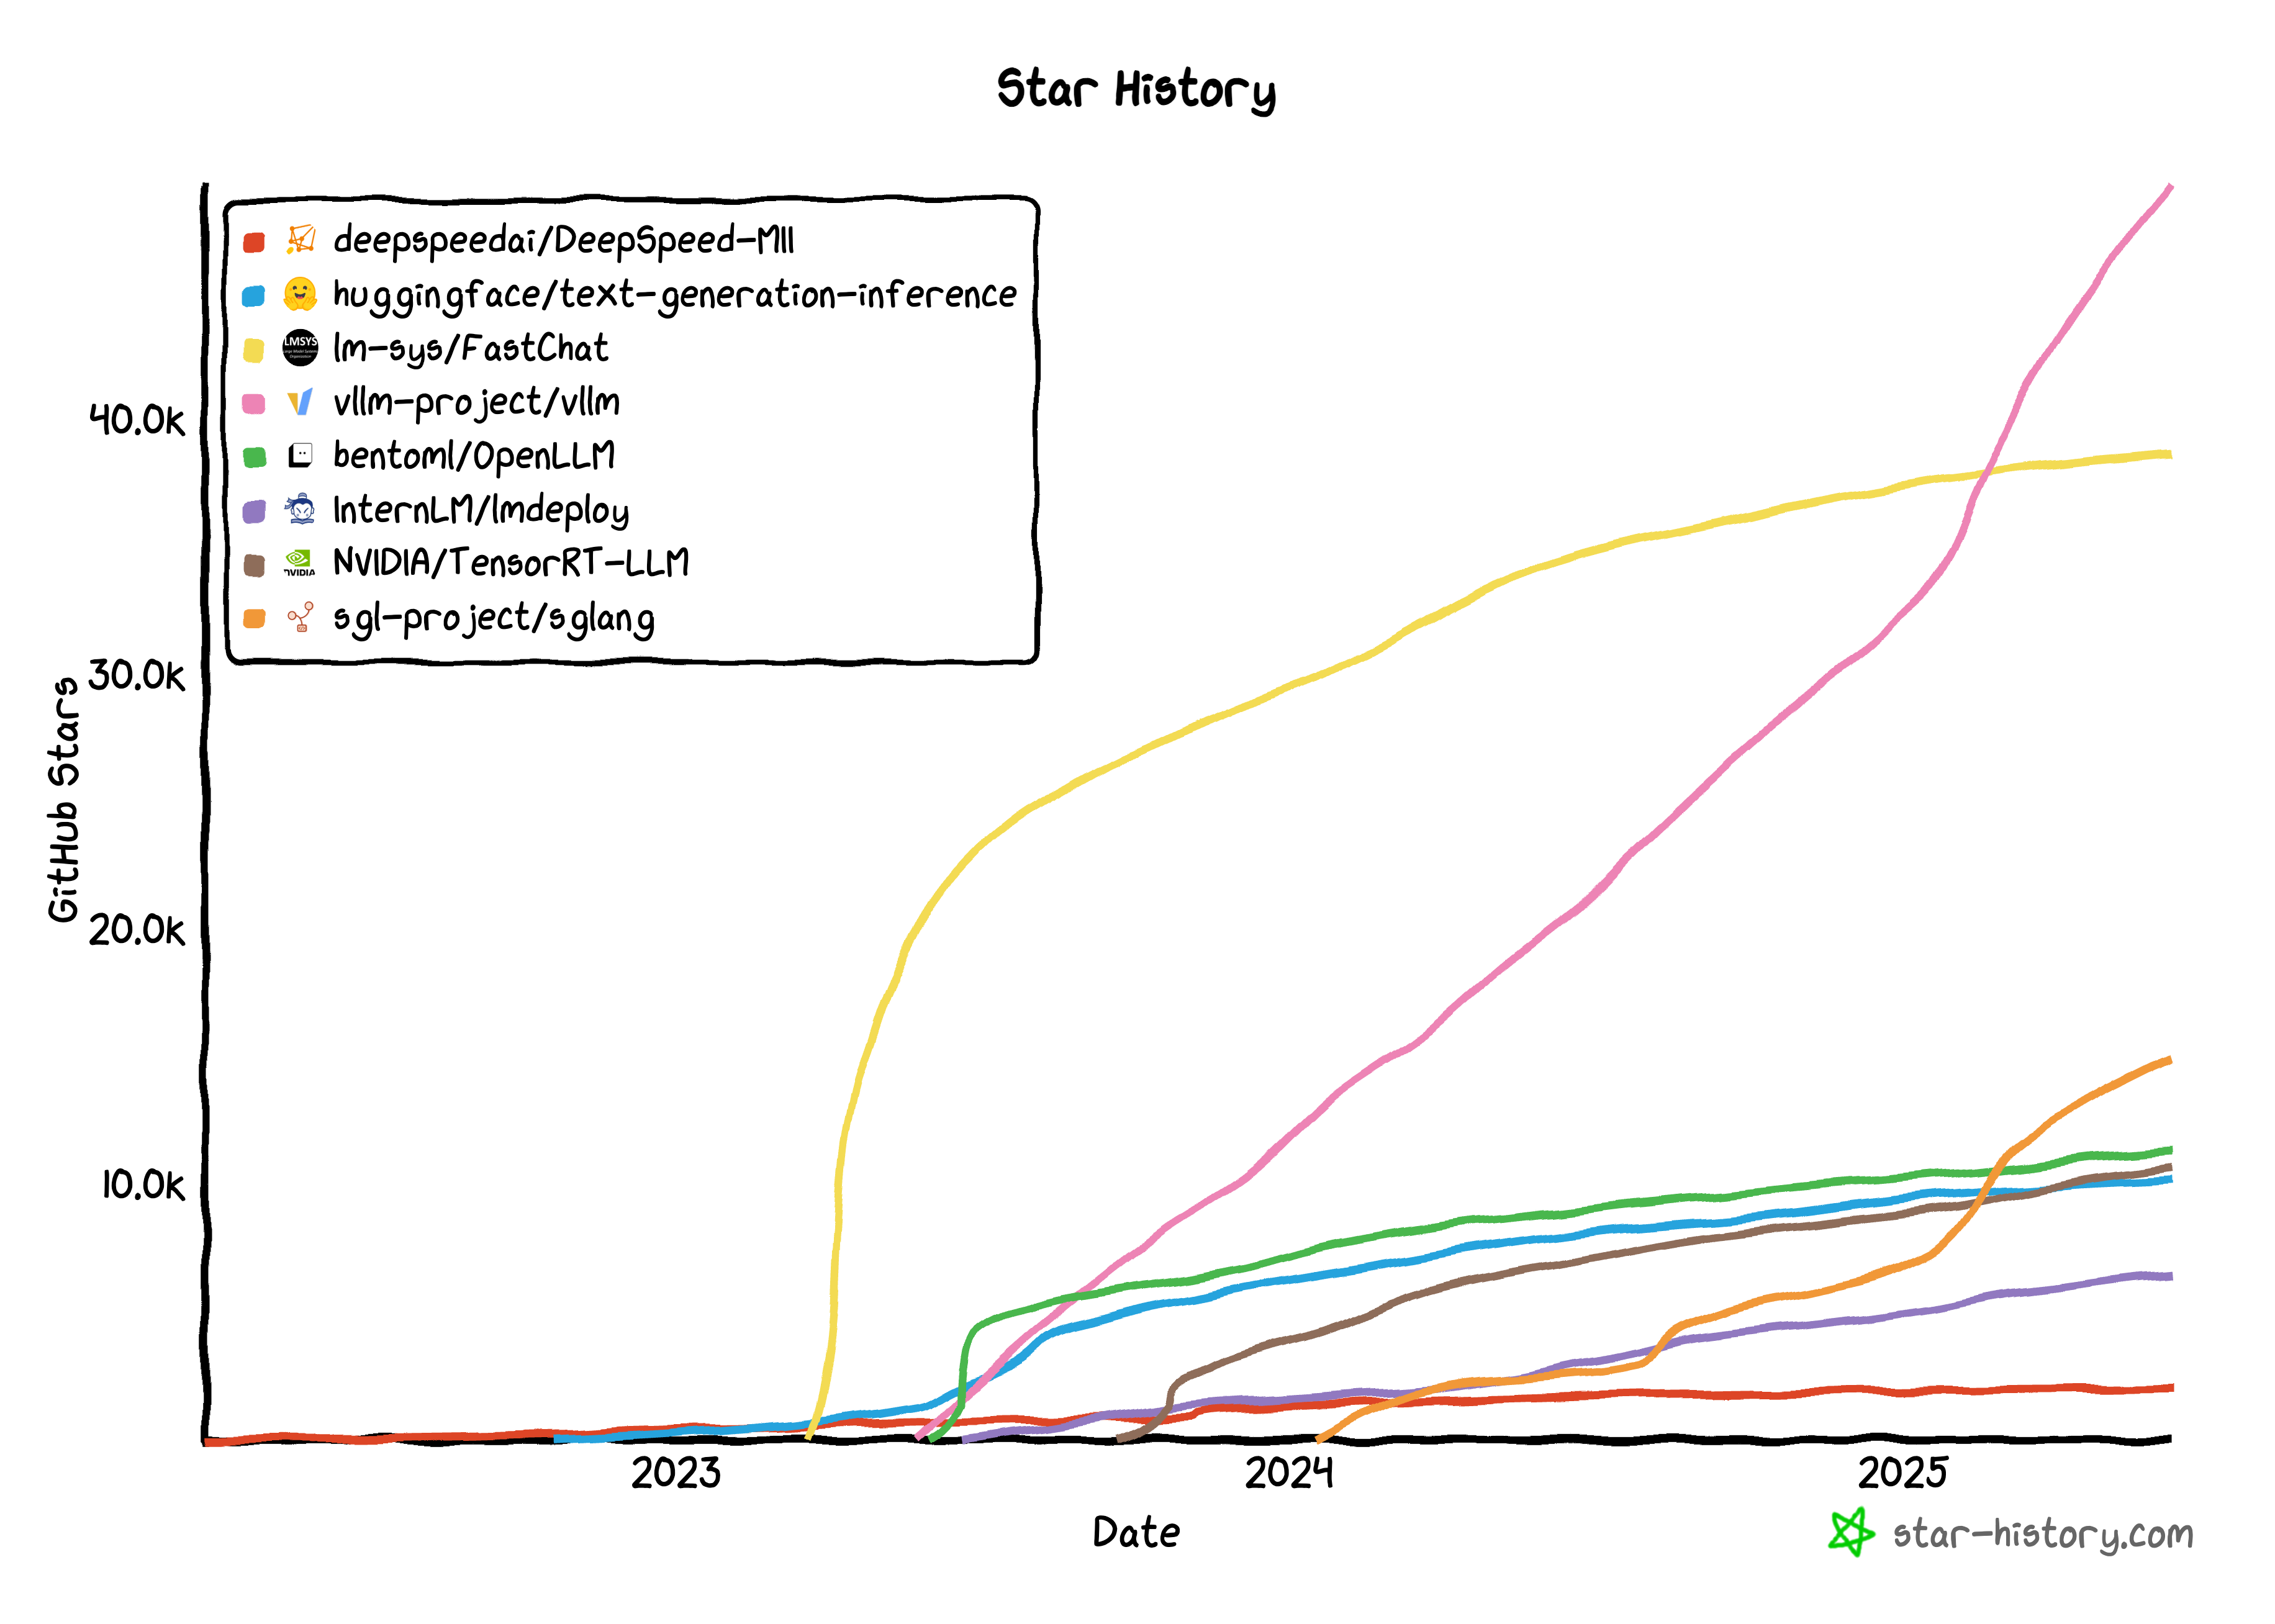 Star History
deepspeedai/DeepSpeed-MII
huggingface/text-generation-inference
LMSYS
lm-sys/FastChat
vllm-project/vllm
bentoml/OpenLLM
InternLM/lmdeploy
NVIDIA
NVIDIA/TensorRT-LLM
sgl-project/sglang
GitHub Stars
40.0K
30.0K
20.0K
10.0K
2023
2024
2025
Date
star-history.com